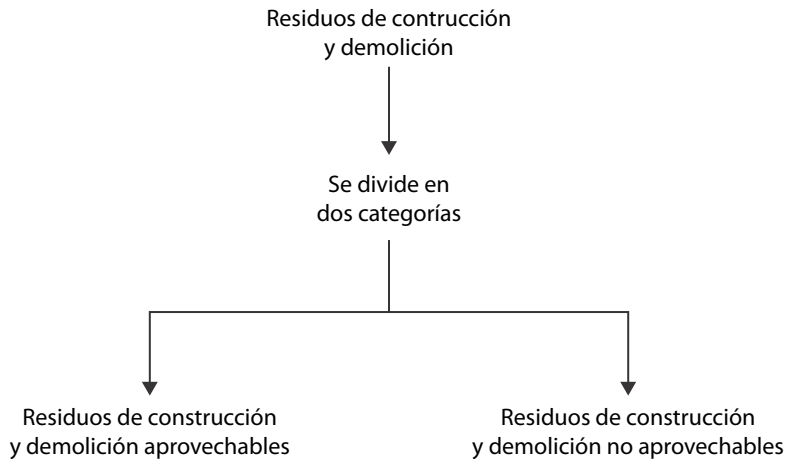 Residuos de contrucción
y demolición
Se divide en
dos categorías
Residuos de construcción
y demolición aprovechables
Residuos de construcción
y demolición no aprovechables